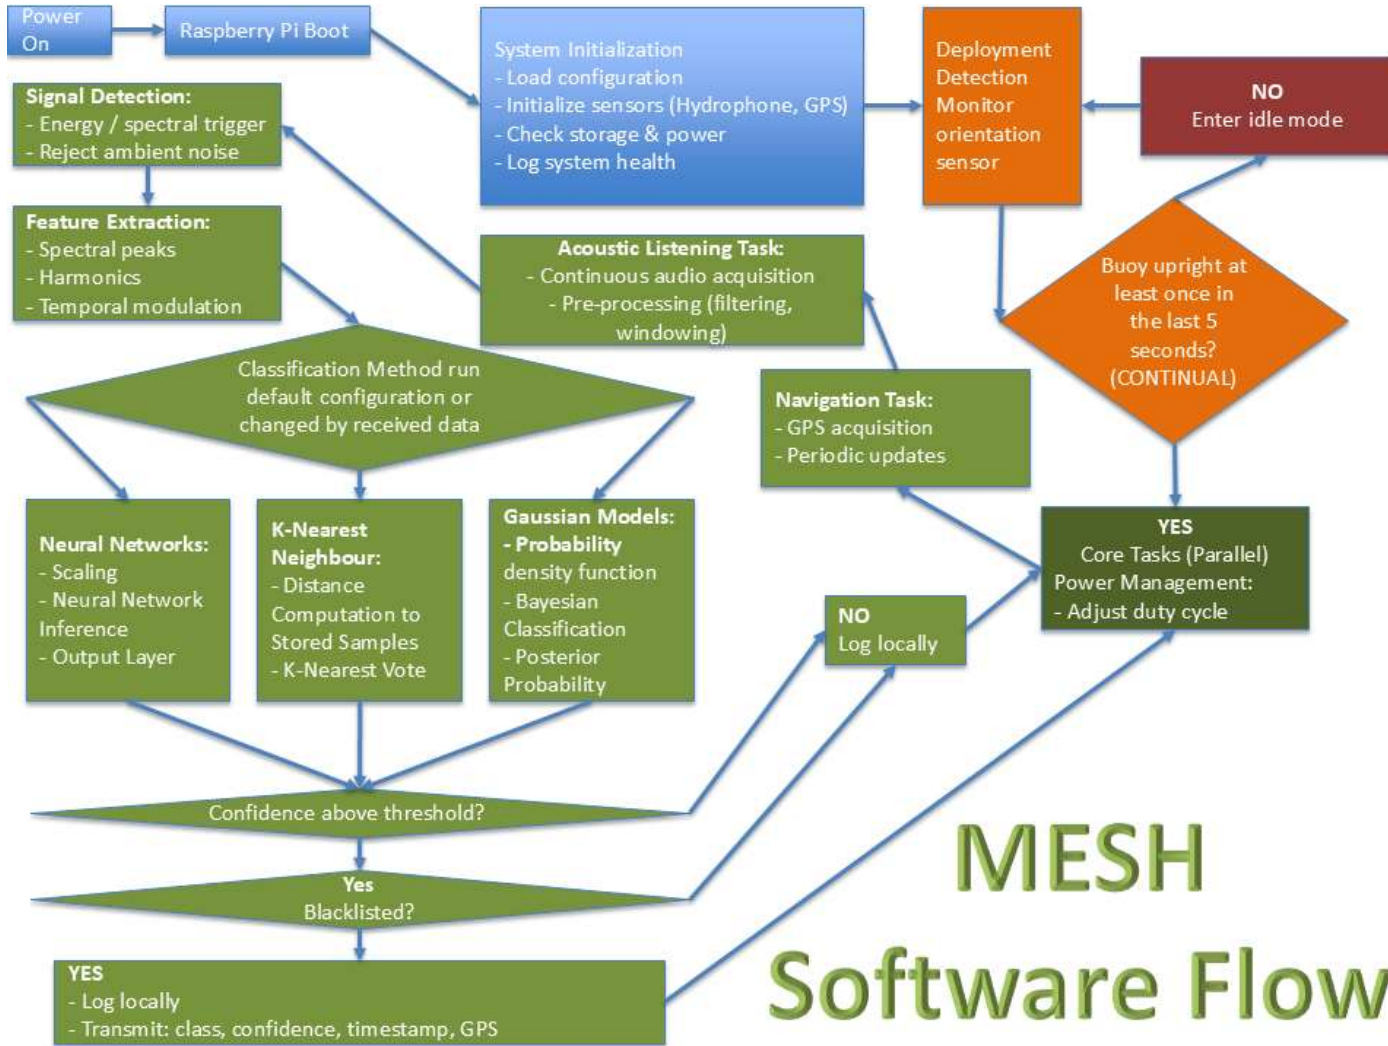 Power
On
Raspberry Pi Boot
System Initialization
- Load configuration
- Initialize sensors (Hydrophone, GPS)
- Check storage & power
- Log system health
Deployment
Detection
Monitor
orientation
sensor
NO
Enter idle mode
Signal Detection:
- Energy / spectral trigger
- Reject ambient noise
Feature Extraction:
- Spectral peaks
- Harmonics
- Temporal modulation
Acoustic Listening Task:
- Continuous audio acquisition
- Pre-processing (filtering,
windowing)
Buoy upright at
least once in
the last 5
seconds?
(CONTINUAL)
Classification Method run
default configuration or
changed by received data
Navigation Task:
- GPS acquisition
- Periodic updates
Neural Networks:
- Scaling
- Neural Network
Inference
- Output Layer
K-Nearest
Neighbour:
- Distance
Computation to
Stored Samples
- K-Nearest Vote
Gaussian Models:
- Probability
density function
- Bayesian
Classification
- Posterior
Probability
YES
Core Tasks (Parallel)
Power Management:
- Adjust duty cycle
NO
Log locally
Confidence above threshold?
Yes
Blacklisted?
YES
- Log locally
- Transmit: class, confidence, timestamp, GPS
MESH
Software Flow